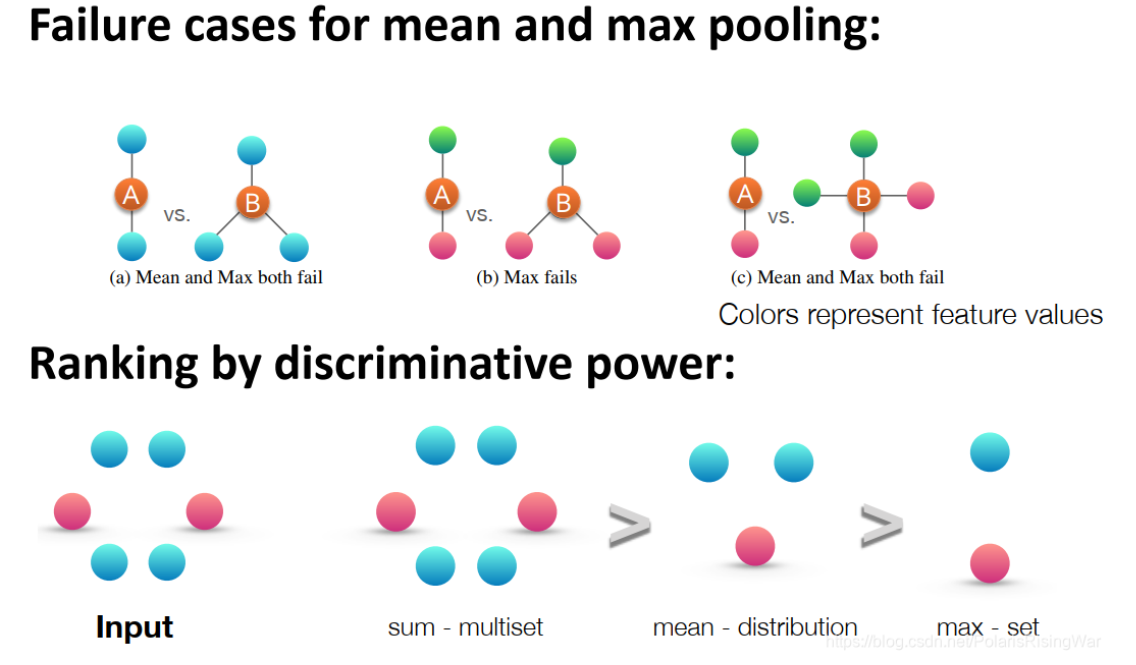 Failure cases for mean and max pooling:
A
vs.
B
A
vs.
B
A
vs.
B
(a) Mean and Max both fail
(b) Max fails
(c) Mean and Max both fail
Colors represent feature values
Ranking by discriminative power:
>
>
Input
sum - multiset
mean - distribution
max - set
https://blog.csdn.net/PolarisRisingWar